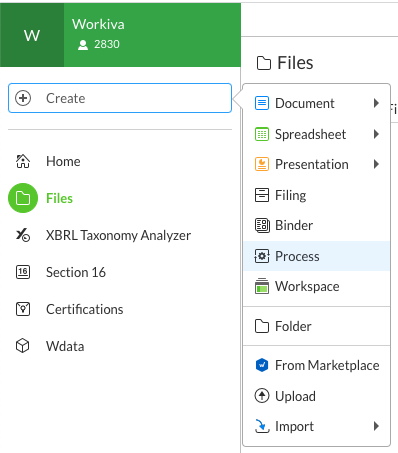 W
Workiva
2830
Create
Home
Files
XBRL Taxonomy Analyzer
16 Section 16
Certifications
Wdata
Files
Document
Spreadsheet
Presentation
Filing
Binder
Process
Workspace
Folder
From Marketplace
Upload
Import
Fi